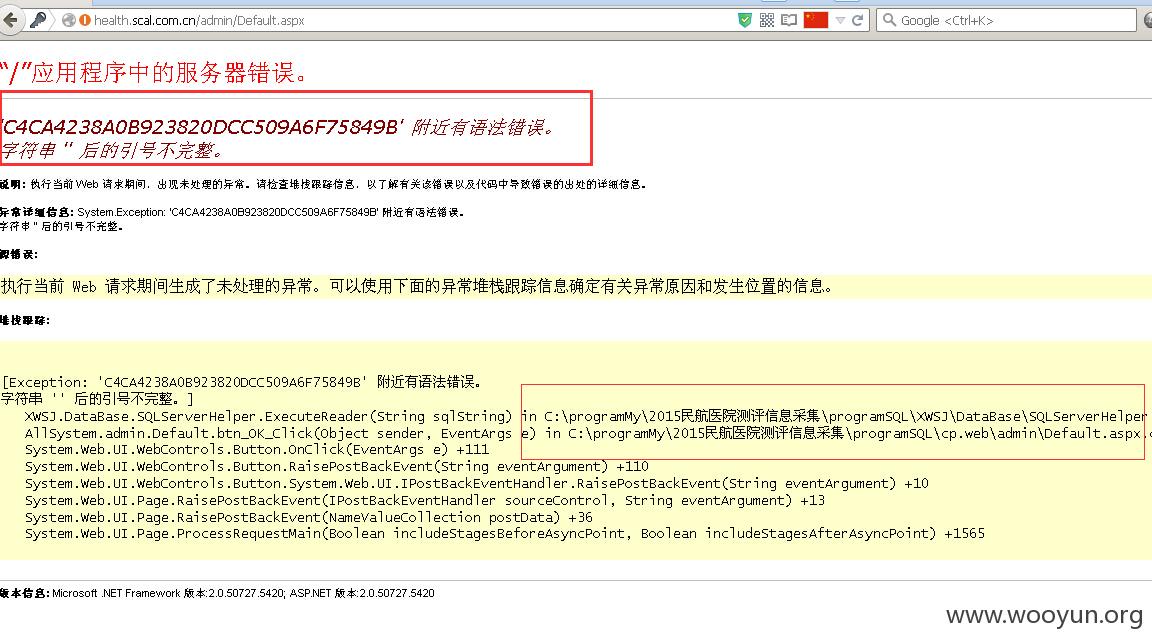 health.scal.com.cn/admin/Default.aspx
Google <Ctrl+K>
“/”应用程序中的服务器错误。
'C4CA4238A0B923820DCC509A6F75849B' 附近有语法错误。
字符串 '' 后的引号不完整。
说明: 执行当前 Web 请求期间，出现未处理的异常。请检查堆栈跟踪信息，以了解有关该错误以及代码中导致错误的出处的详细信息。
异常详细信息: System.Exception: 'C4CA4238A0B923820DCC509A6F75849B' 附近有语法错误。
字符串 '' 后的引号不完整。
源错误:
执行当前 Web 请求期间生成了未处理的异常。可以使用下面的异常堆栈跟踪信息确定有关异常原因和发生位置的信息。
堆栈跟踪:
[Exception: 'C4CA4238A0B923820DCC509A6F75849B' 附近有语法错误。
字符串 '' 后的引号不完整。]
XWSJ.DataBase.SQLServerHelper.ExecuteReader(String sqlString) in C:\programMy\2015民航医院测评信息采集\programSQL\XWSJ\DataBase\SQLServerHelper
AllSystem.admin.Default.btn_OK_Click(Object sender, EventArgs e) in C:\programMy\2015民航医院测评信息采集\programSQL\cp.web\admin\Default.aspx.c
System.Web.UI.WebControls.Button.OnClick(EventArgs e) +111
System.Web.UI.WebControls.Button.RaisePostBackEvent(String eventArgument) +110
System.Web.UI.WebControls.Button.System.Web.UI.IPostBackEventHandler.RaisePostBackEvent(String eventArgument) +10
System.Web.UI.Page.RaisePostBackEvent(IPostBackEventHandler sourceControl, String eventArgument) +13
System.Web.UI.Page.RaisePostBackEvent(NameValueCollection postData) +36
System.Web.UI.Page.ProcessRequestMain(Boolean includeStagesBeforeAsyncPoint, Boolean includeStagesAfterAsyncPoint) +1565
版本信息: Microsoft .NET Framework 版本:2.0.50727.5420; ASP.NET 版本:2.0.50727.5420
www.wooyun.org